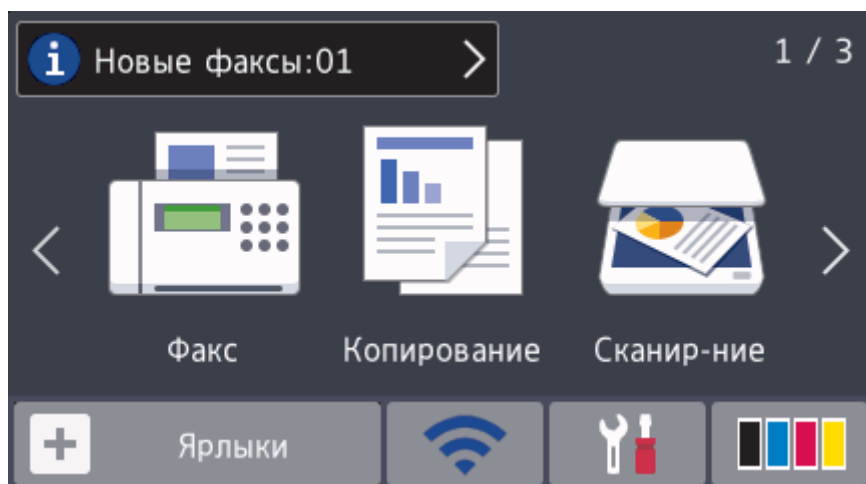 Новые факсы:01
1 / 3
Факс
Копирование
Сканир-ние
Ярлыки